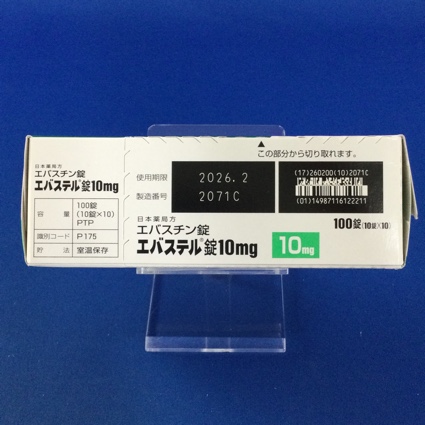 日本薬局方
エバスチン錠
エバステル®錠10mg
容量 100錠
(10錠×10)
PTP
識別コード P175
貯法 室温保存
▲
この部分から切り取れます。
使用期限 2026.2
製造番号 2071C
(17)260200(10)2071C
(01)14987116122211
日本薬局方
エバスチン錠
エバステル®錠10mg
10mg
100錠(10錠×10)